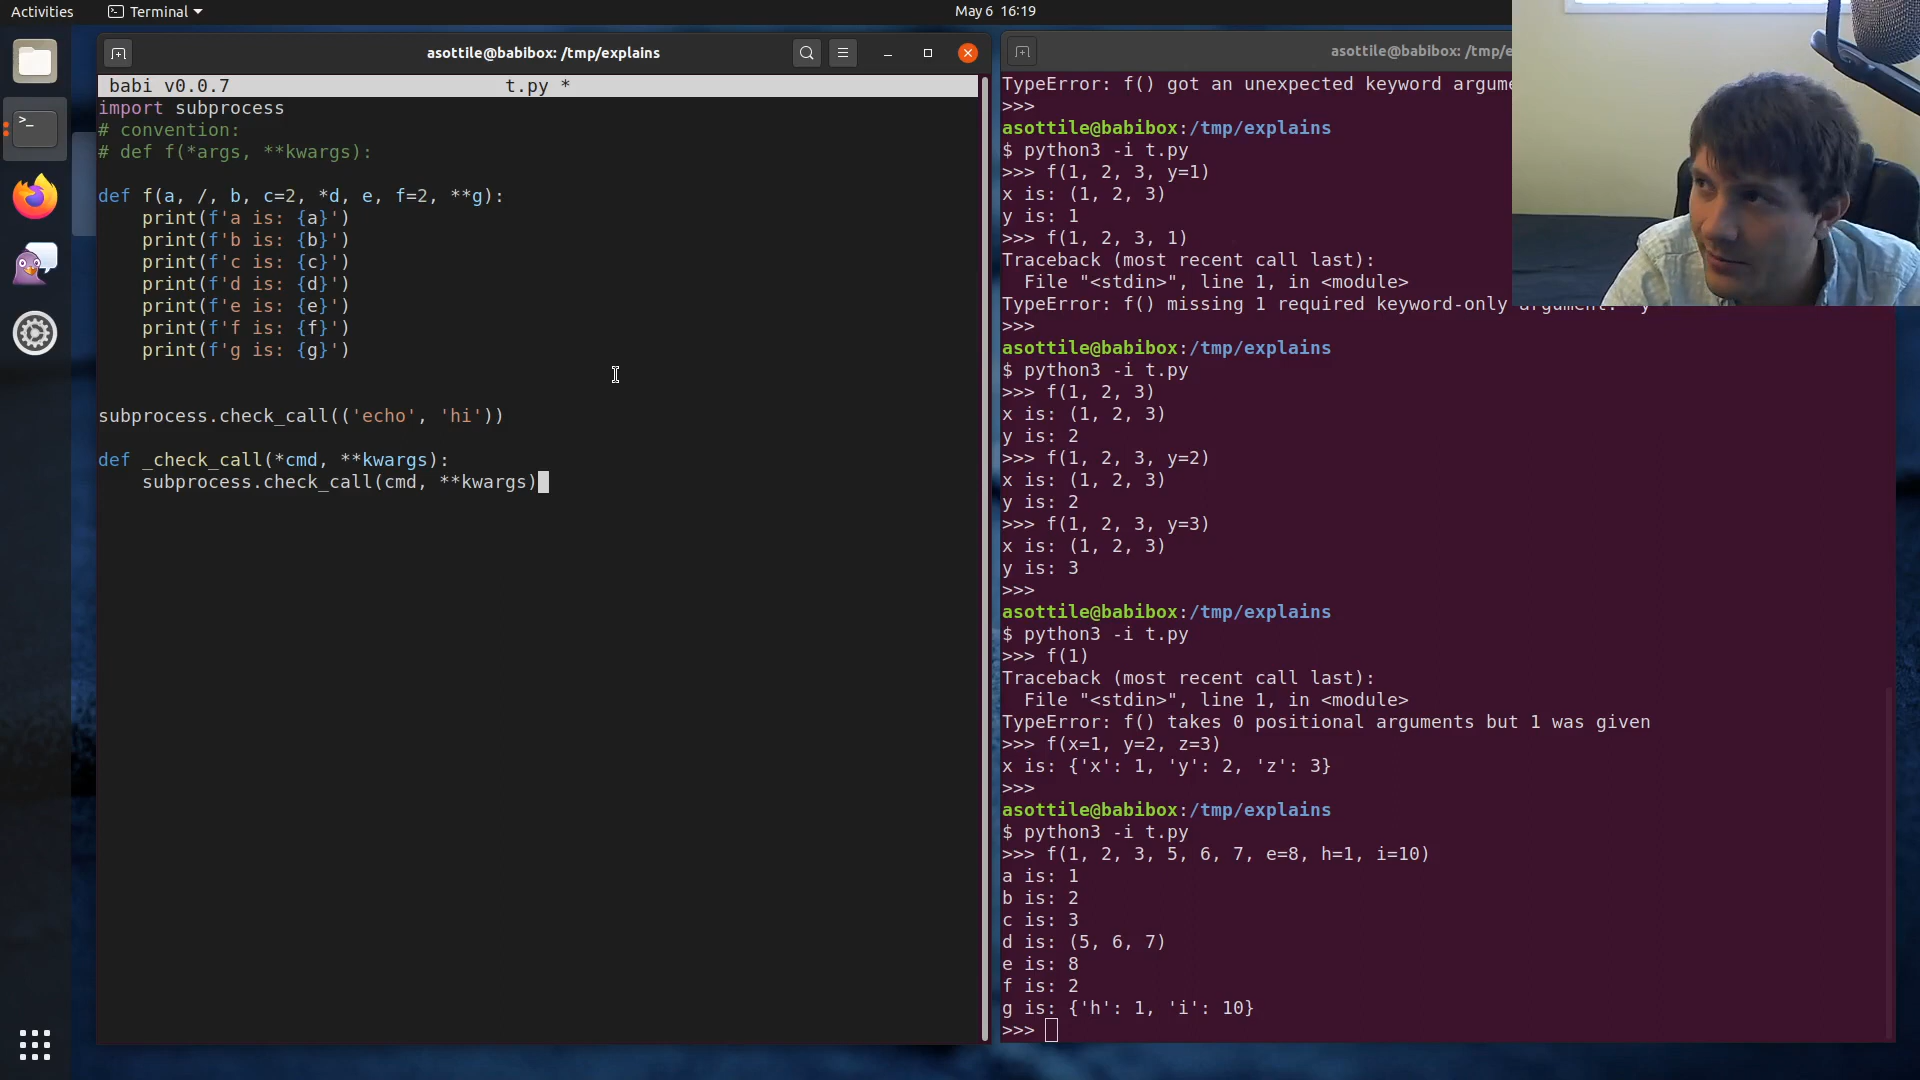 Activities
Terminal
May 6 16:19
asottile@babibox: /tmp/explains
babi v0.0.7 t.py *
import subprocess
# convention:
# def f(*args, **kwargs):
def f(a, /, b, c=2, *d, e, f=2, **g):
print(f'a is: {a}')
print(f'b is: {b}')
print(f'c is: {c}')
print(f'd is: {d}')
print(f'e is: {e}')
print(f'f is: {f}')
print(f'g is: {g}')
subprocess.check_call(('echo', 'hi'))
def _check_call(*cmd, **kwargs):
subprocess.check_call(cmd, **kwargs)
asottile@babibox: /tmp/e
TypeError: f() got an unexpected keyword argume
>>>
asottile@babibox:/tmp/explains
$ python3 -i t.py
>>> f(1, 2, 3, y=1)
x is: (1, 2, 3)
y is: 1
>>> f(1, 2, 3, 1)
Traceback (most recent call last):
File "<stdin>", line 1, in <module>
TypeError: f() missing 1 required keyword-only argument: 'y'
>>>
asottile@babibox:/tmp/explains
$ python3 -i t.py
>>> f(1, 2, 3)
x is: (1, 2, 3)
y is: 2
>>> f(1, 2, 3, y=2)
x is: (1, 2, 3)
y is: 2
>>> f(1, 2, 3, y=3)
x is: (1, 2, 3)
y is: 3
>>>
asottile@babibox:/tmp/explains
$ python3 -i t.py
>>> f(1)
Traceback (most recent call last):
File "<stdin>", line 1, in <module>
TypeError: f() takes 0 positional arguments but 1 was given
>>> f(x=1, y=2, z=3)
x is: {'x': 1, 'y': 2, 'z': 3}
>>>
asottile@babibox:/tmp/explains
$ python3 -i t.py
>>> f(1, 2, 3, 5, 6, 7, e=8, h=1, i=10)
a is: 1
b is: 2
c is: 3
d is: (5, 6, 7)
e is: 8
f is: 2
g is: {'h': 1, 'i': 10}
>>>